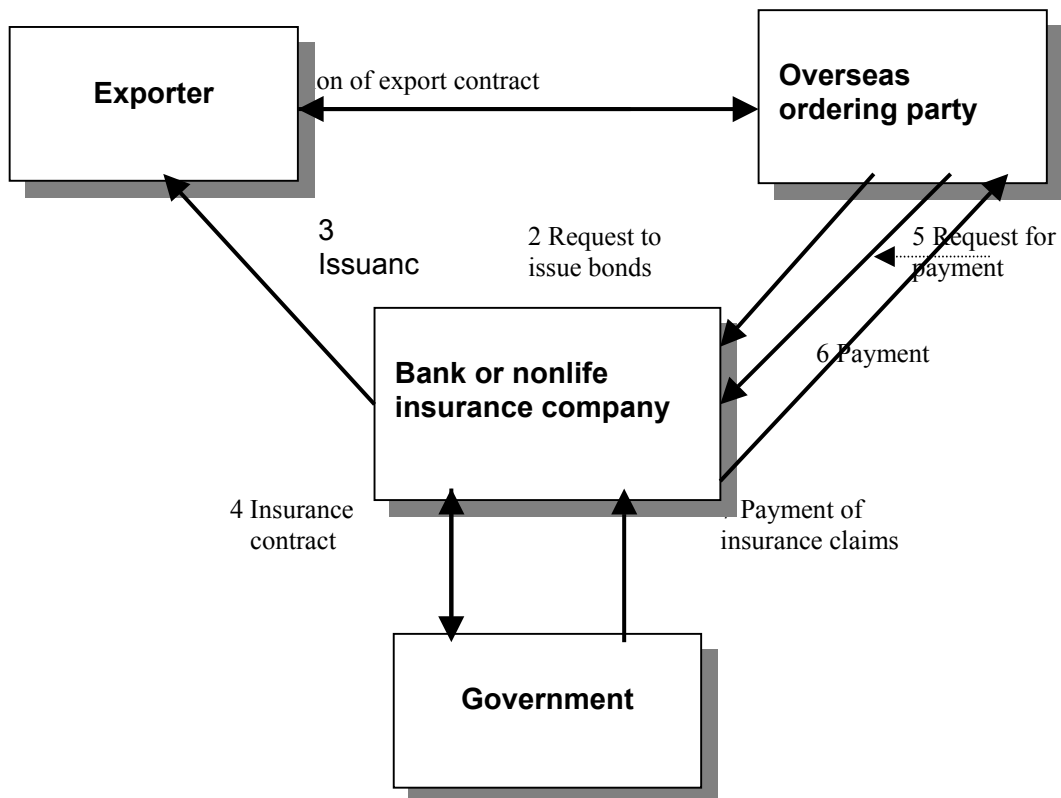 Exporter
on of export contract
Overseas
ordering party
3
Issuanc
2 Request to
issue bonds
5 Request for
payment
6 Payment
Bank or nonlife
insurance company
4 Insurance
contract
Payment of
insurance claims
Government